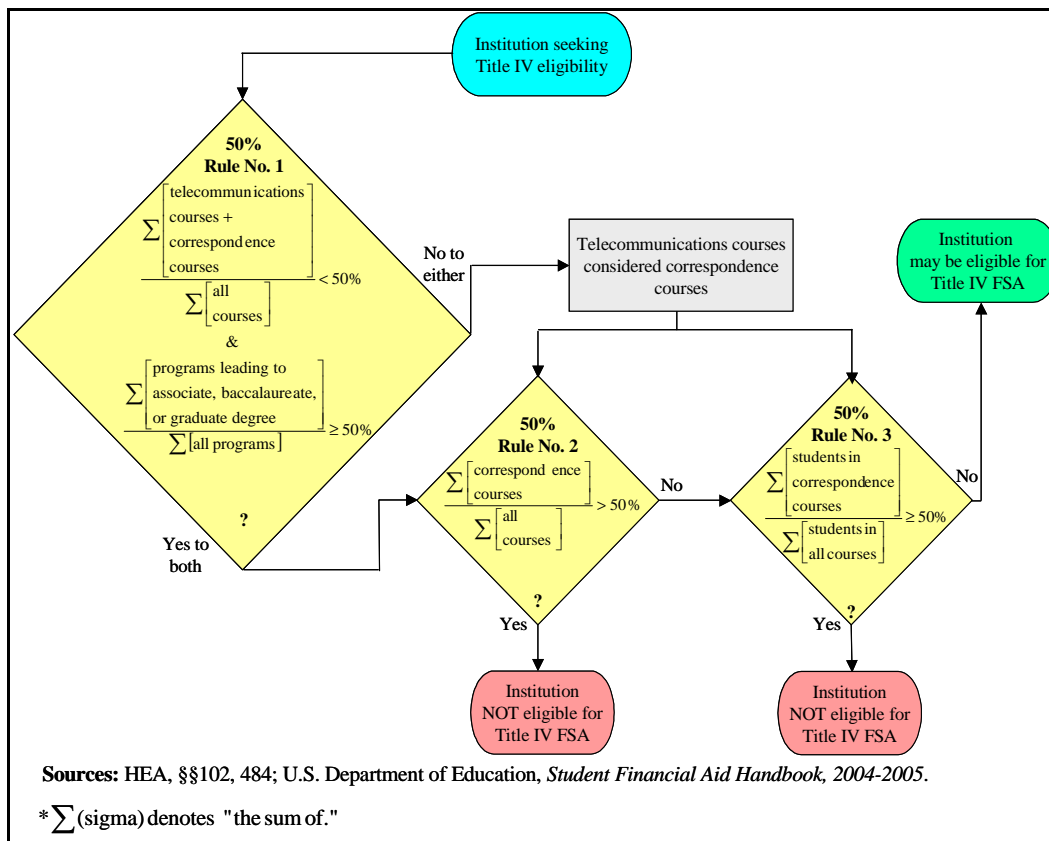 Institution seeking
Title IV eligibility
50%
Rule No. 1
∑ [telecommunications
courses +
correspond ence
courses]
< 50%
∑ [all
courses]
&
∑ [programs leading to
associate, baccalaureate,
or graduate degree]
≥ 50%
∑ [all programs]
?
No to
either
Yes to
both
Telecommunications courses
considered correspondence
courses
Institution
may be eligible for
Title IV FSA
50%
Rule No. 2
∑ [correspond ence
courses]
> 50%
∑ [all
courses]
?
No
Yes
50%
Rule No. 3
∑ [students in
correspondence
courses]
≥ 50%
∑ [students in
all courses]
?
No
Yes
Institution
NOT eligible for
Title IV FSA
Institution
NOT eligible for
Title IV FSA
Sources: HEA, §§102, 484; U.S. Department of Education, Student Financial Aid Handbook, 2004-2005.
*∑(sigma) denotes "the sum of."